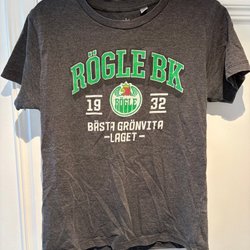 RÖGLE BK
19 RÖGLE 32
BÄSTA GRÖNVITA
-LAGET-